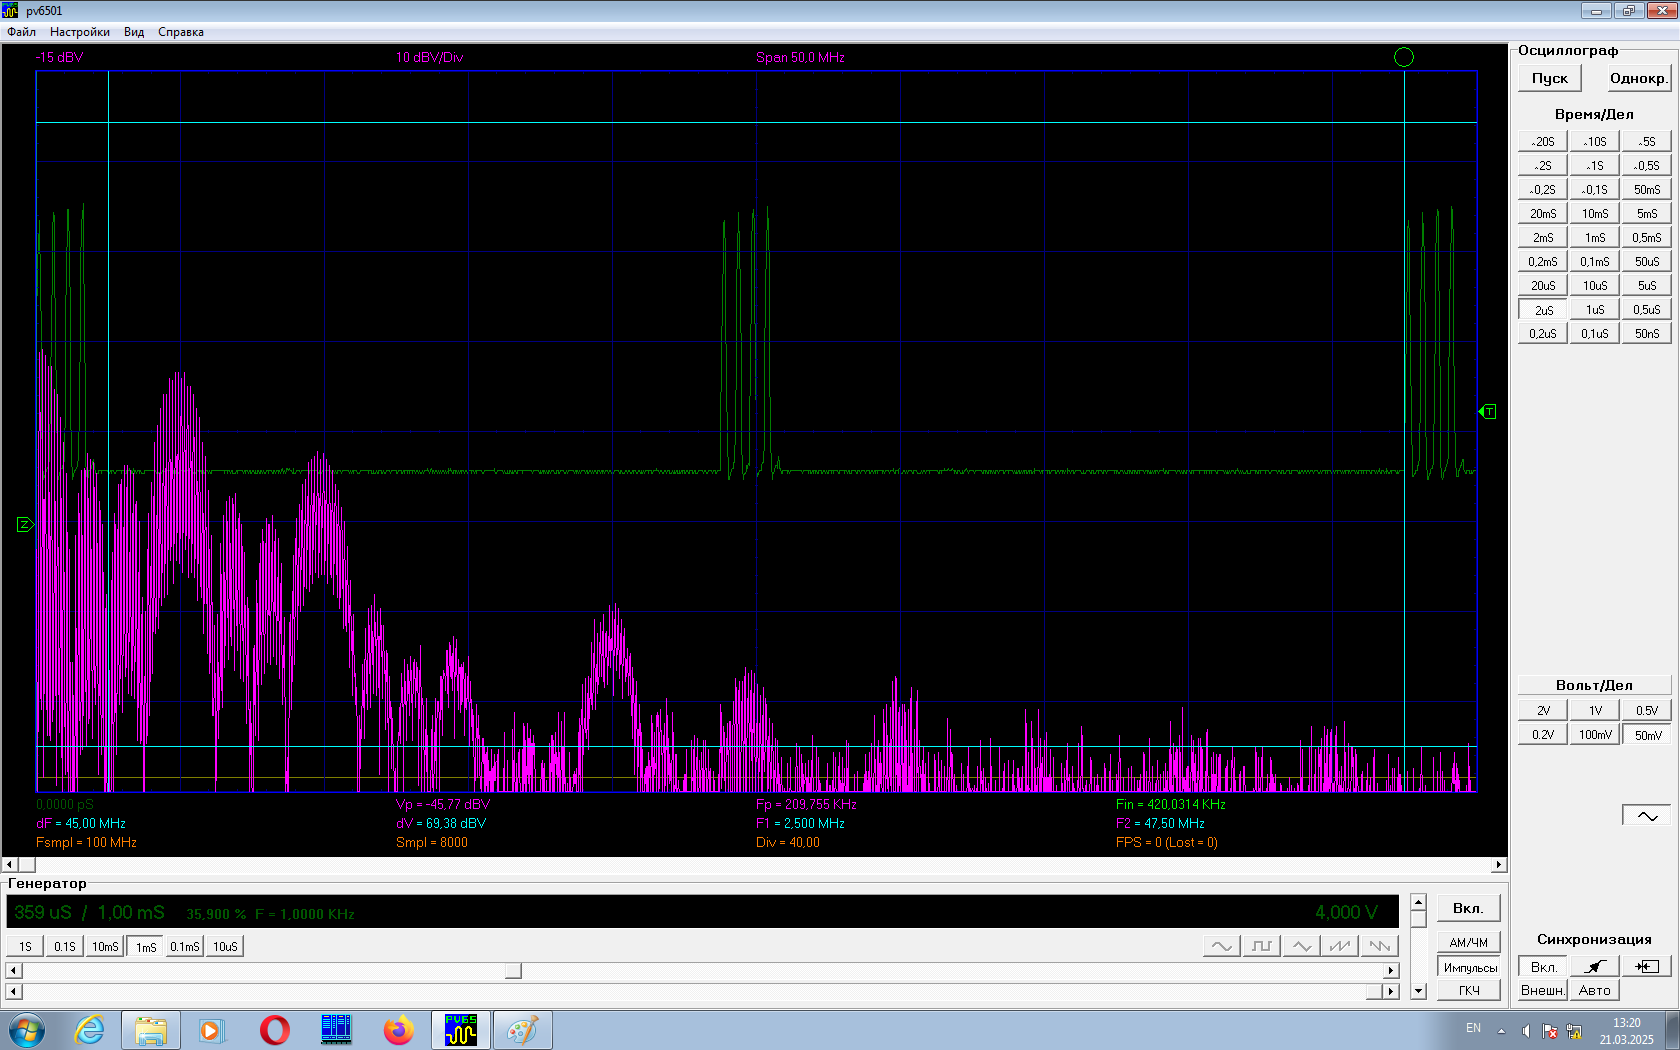 pv6501
Файл Настройки Вид Справка
-15 dBV 10 dBV/Div Span 50,0 MHz
T
Z
0,0000 pS Vp = -45,77 dBV Fp = 209,755 KHz Fin = 420,0314 KHz
dF = 45,00 MHz dV = 69,38 dBV F1 = 2,500 MHz F2 = 47,50 MHz
Fsmpl = 100 MHz Smpl = 8000 Div = 40,00 FPS = 0 (Lost = 0)
Осциллограф
Пуск Однокр.
Время/Дел
^20S ^10S ^5S
^2S ^1S ^0,5S
^0,2S ^0,1S 50mS
20mS 10mS 5mS
2mS 1mS 0,5mS
0,2mS 0,1mS 50uS
20uS 10uS 5uS
2uS 1uS 0,5uS
0,2uS 0,1uS 50nS
Вольт/Дел
2V 1V 0.5V
0.2V 100mV 50mV
Генератор
359 uS / 1,00 mS 35,900 % F = 1,0000 KHz 4,000 V
1S 0.1S 10mS 1mS 0.1mS 10uS
Вкл.
АМ/ЧМ
Импульсы
ГКЧ
Синхронизация
Вкл.
Внешн. Авто
PV65
EN
13:20
21.03.2025